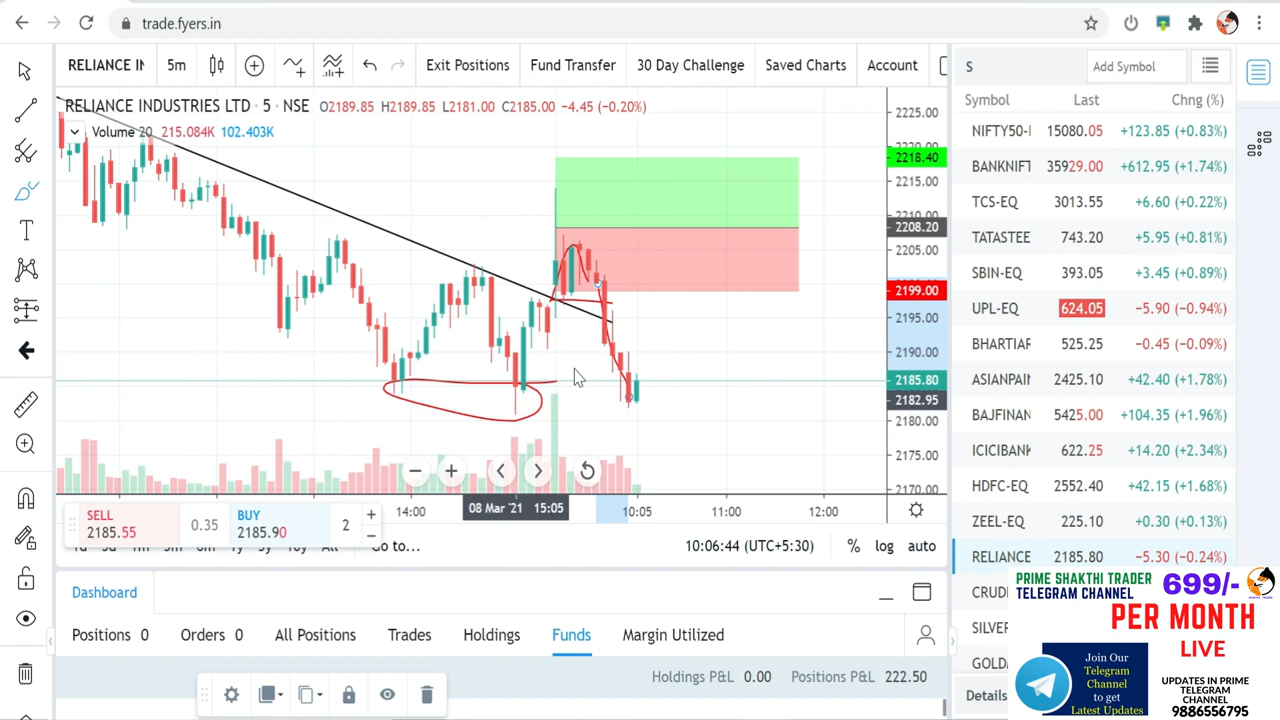 trade.fyers.in
RELIANCE IN 5m Exit Positions Fund Transfer 30 Day Challenge Saved Charts Account
S Add Symbol
RELIANCE INDUSTRIES LTD · 5 · NSE O2189.85 H2189.85 L2181.00 C2185.00 −4.45 (−0.20%)
Volume 20 215.084K 102.403K
2225.00
2218.40
2215.00
2210.00
2208.20
2205.00
2199.00
2195.00
2190.00
2185.80
2182.95
2180.00
2175.00
2170.00
Symbol Last Chng (%)
NIFTY50-I 15080.05 +123.85 (+0.83%)
BANKNIFT 35929.00 +612.95 (+1.74%)
TCS-EQ 3013.55 +6.60 (+0.22%)
TATASTEE 743.20 +5.95 (+0.81%)
SBIN-EQ 393.05 +3.45 (+0.89%)
UPL-EQ 624.05 −5.90 (−0.94%)
BHARTIAR 525.25 −0.45 (−0.09%)
ASIANPAI 2425.10 +42.40 (+1.78%)
BAJFINAN 5425.00 +104.35 (+1.96%)
ICICIBANK 622.25 +14.20 (+2.34%)
HDFC-EQ 2552.40 +42.15 (+1.68%)
ZEEL-EQ 225.10 +0.30 (+0.13%)
RELIANCE 2185.80 −5.30 (−0.24%)
CRUD
SILVER
GOLD
Details
14:00 08 Mar '21 15:05 10:05 11:00 12:00
SELL
2185.55
0.35
BUY
2185.90
2
Go to...
10:06:44 (UTC+5:30) % log auto
Dashboard
Positions 0 Orders 0 All Positions Trades Holdings Funds Margin Utilized
Holdings P&L 0.00 Positions P&L 222.50
PRIME SHAKTHI TRADER
TELEGRAM CHANNEL
699/-
PER MONTH
LIVE
UPDATES IN PRIME
TELEGRAM
CHANNEL
9886556795
Join Our
Telegram
Channel
to get
Latest Updates